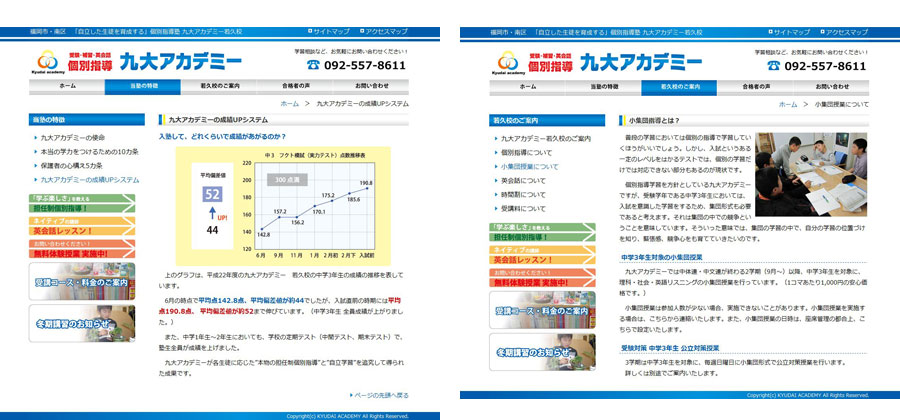 福岡市・南区 「自立した生徒を育成する」個別指導塾 九大アカデミー若久校
サイトマップ
アクセスマップ
Kyudai academy
受験・補習・英会話
個別指導
九大アカデミー
学習相談など、お気軽にお問い合わせください！
092-557-8611
ホーム
当塾の特徴
若久校のご案内
合格者の声
お問い合わせ
ホーム ＞ 九大アカデミーの成績UPシステム
当塾の特徴
九大アカデミーの使命
本当の学力をつけるための10カ条
保護者の心構え5カ条
九大アカデミーの成績UPシステム
「学ぶ楽しさ」を教える
担任制個別指導！
ネイティブの講師
英会話レッスン！
お問い合わせください！
無料体験授業 実施中！
受講コース・料金のご案内
冬期講習のお知らせ
九大アカデミーの成績UPシステム
入塾して、どれくらいで成績があがるのか？
中３ フクト模試（実力テスト）点数推移表
平均偏差値
52
UP!
44
300 点満
220
200
180
160
140
120
142.8
157.2
156.2
170.1
175.2
185.6
190.8
6月 9月 10月 11月 12月 2次 入試前
上のグラフは、平成22年度の九大アカデミー 若久校の中学3年生の成績の推移を表して
います。
6月の時点で平均点142.8点、平均偏差値が約44でしたが、入試直前の時期には平均
点190.8点、平均偏差値が約52まで伸びています。（中学3年生 全員成績が上がりまし
た。）
また、中学1年生～2年生においても、学校の定期テスト（中間テスト、期末テスト）で、
塾生全員が成績を上げました。
九大アカデミーが各生徒に応じた“本物の担任制個別指導”と“自立学習”を追究して得られ
た成果です。
ページの先頭へ戻る
Copyright(c) KYUDAI ACADEMY All Rights Reserved.
福岡市・南区 「自立した生徒を育成する」個別指導塾 九大アカデミー若久校
サイトマップ
アクセスマップ
Kyudai academy
受験・補習・英会話
個別指導
九大アカデミー
学習相談など、お気軽にお問い合わせください！
092-557-8611
ホーム
当塾の特徴
若久校のご案内
合格者の声
お問い合わせ
ホーム ＞ 小集団授業について
若久校のご案内
九大アカデミー若久校のご案内
個別指導について
小集団授業について
英会話について
時間割について
受講料について
「学ぶ楽しさ」を教える
担任制個別指導！
ネイティブの講師
英会話レッスン！
お問い合わせください！
無料体験授業 実施中！
受講コース・料金のご案内
冬期講習のお知らせ
小集団指導とは？
普段の学習においては個別の指導で学習してい
くほうがいいでしょう。しかし、入試というある
一定のレベルをはかるテストでは、個別の学習だ
けでは対応できない部分もあるのが現状です。
個別指導学習を方針としている九大アカデミー
ですが、受験学年である中学3年生においては、
入試を意識した学習をするため、集団形式も必要
であると考えます。それは集団の中での競争とい
うことを意味しています。そういった意味では、集団の学習の中で、自分の学習の位置づけ
を知り、緊張感、競争心をも育てていきたいのです。
中学3年生対象の小集団授業
九大アカデミーでは中体連・中文連が終わる2学期（9月～）以降、中学3年生を対象に、
理科・社会・英語リスニングの小集団授業を行っています。（1コマあたり1,000円の安心価
格です。）
小集団授業は参加人数が少ない場合、実施できないことがあります。小集団授業を実施す
る場合は、こちらから連絡いたします。また、小集団授業の日時は、座席管理の都合上、こ
ちらで設定いたします。
受験対策 中学3年生 公立対策授業
3学期は中学3年生を対象に、毎週日曜日に小集団形式で公立対策授業を行います。
詳しくは別途でご案内いたします。
Copyright(c) KYUDAI ACADEMY All Rights Reserved.